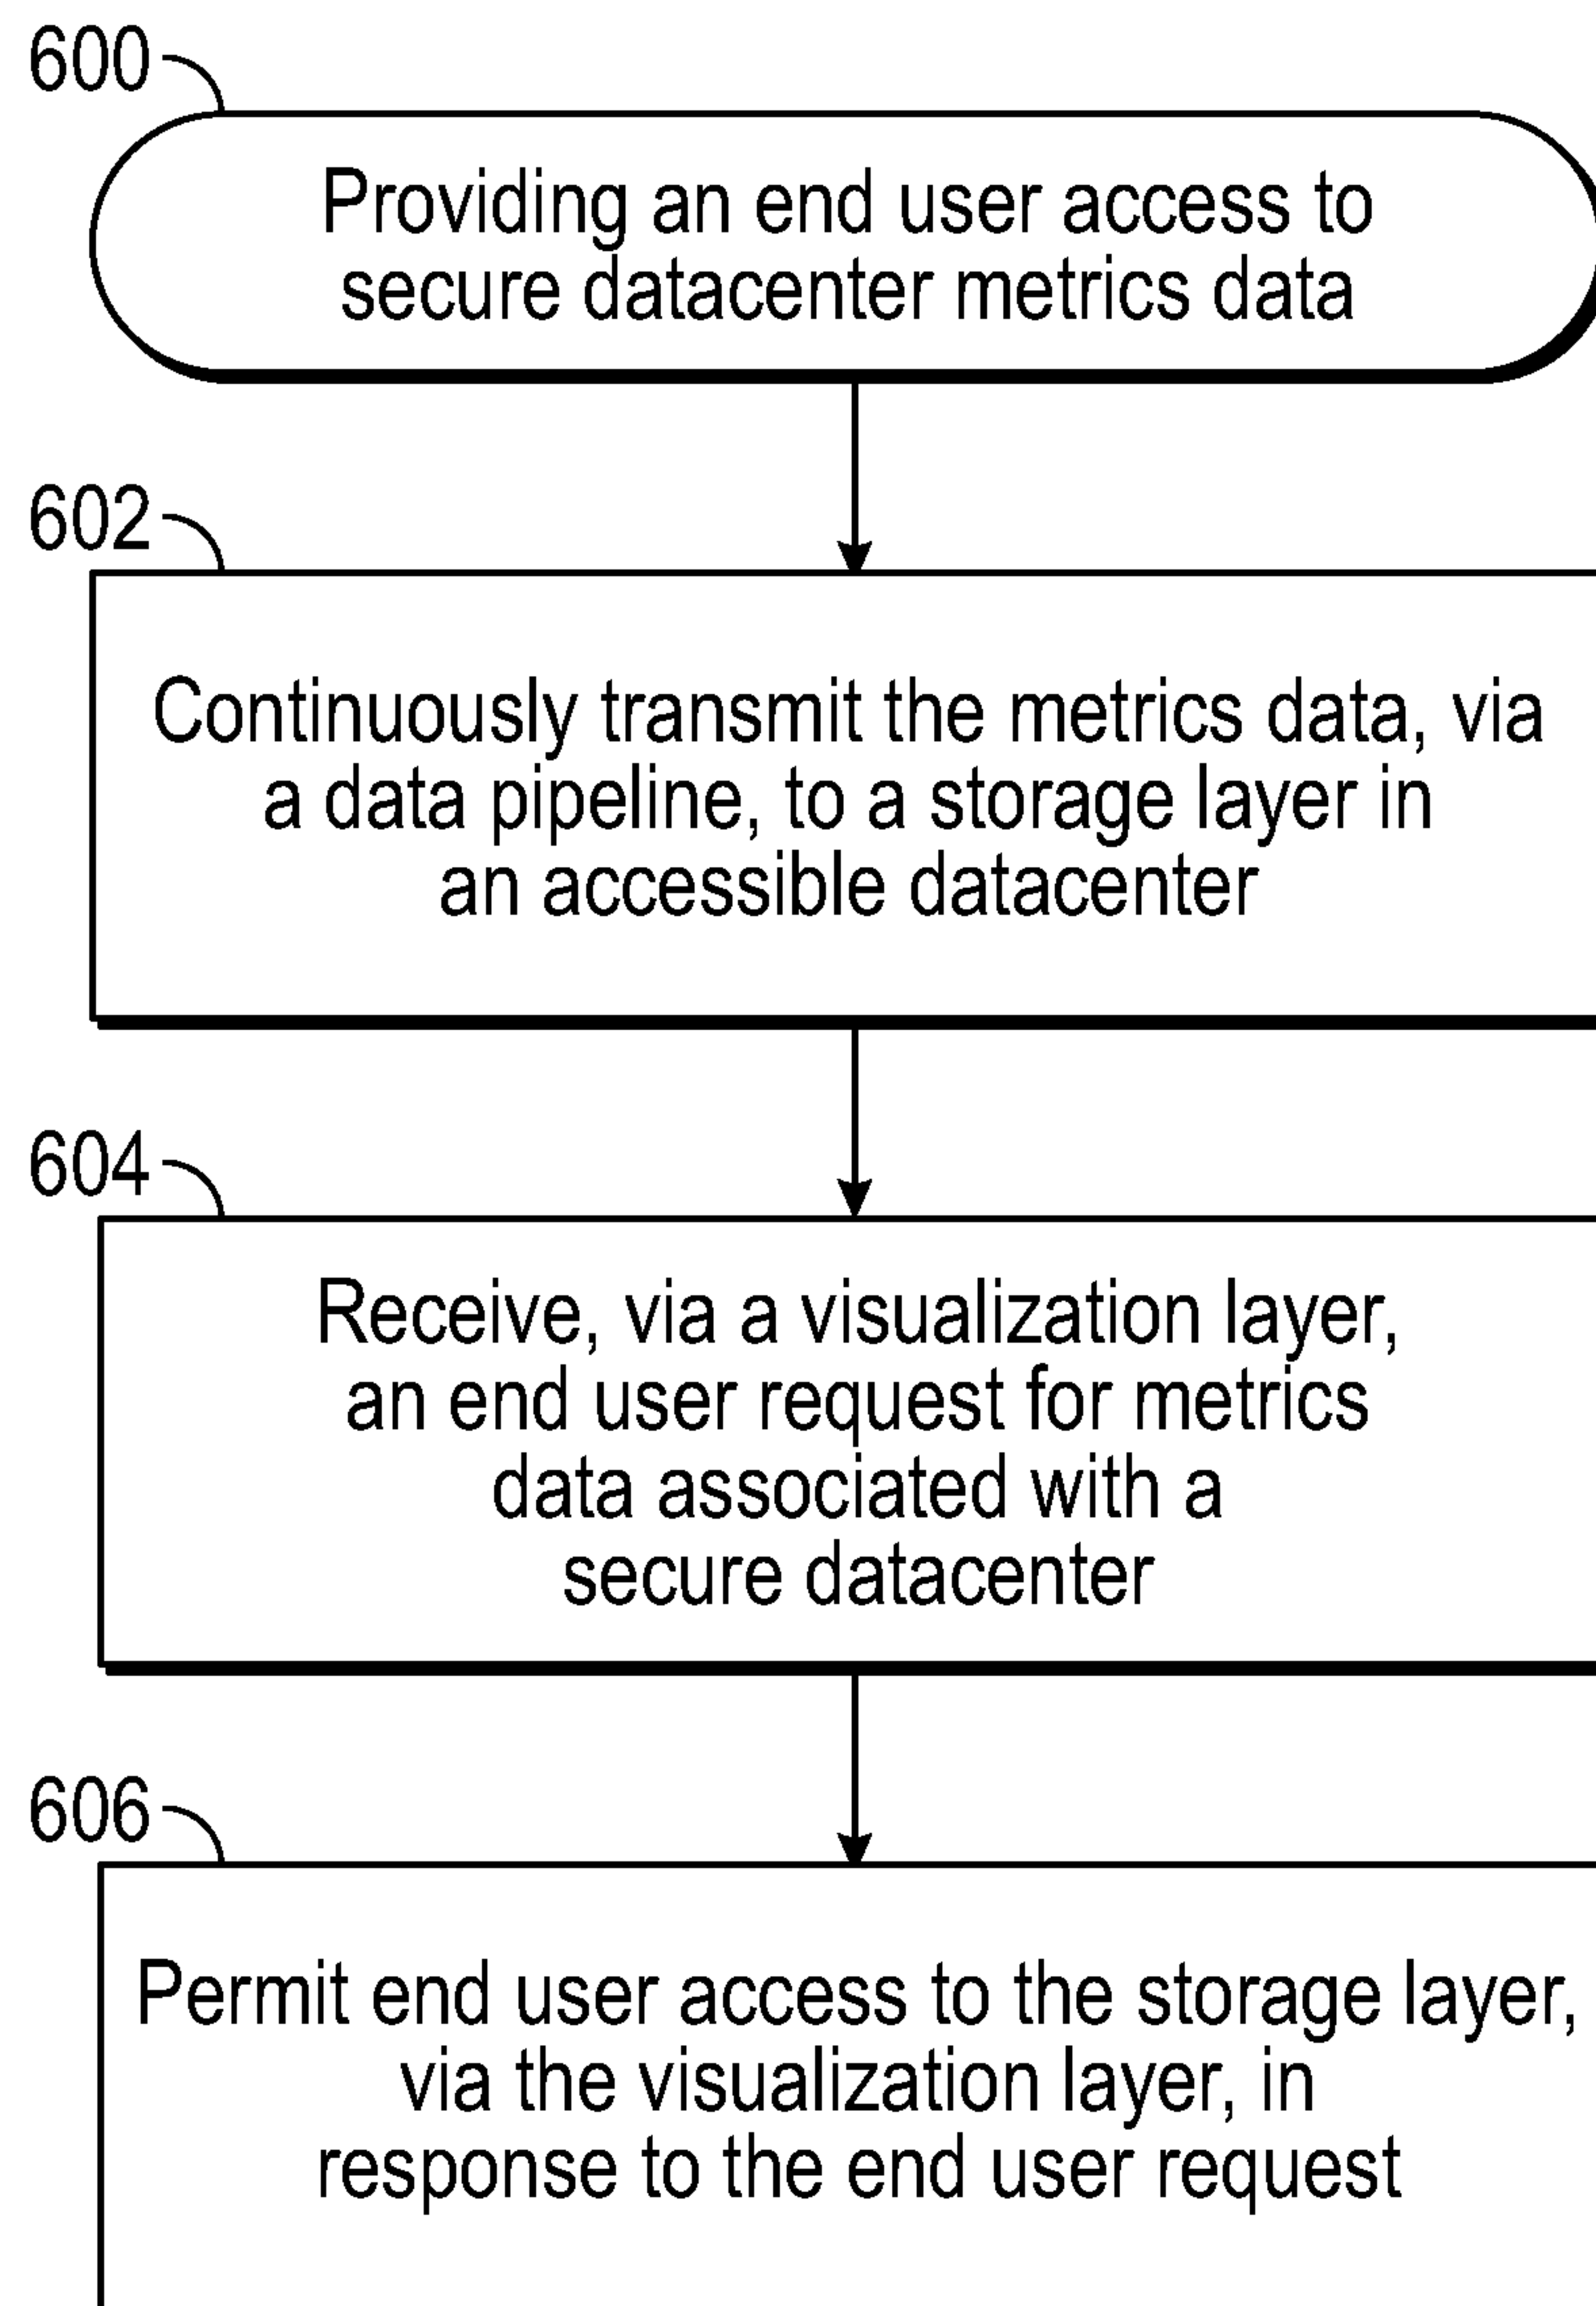 600
Providing an end user access to
secure datacenter metrics data
602
Continuously transmit the metrics data, via
a data pipeline, to a storage layer in
an accessible datacenter
604
Receive, via a visualization layer,
an end user request for metrics
data associated with a
secure datacenter
606
Permit end user access to the storage layer,
via the visualization layer, in
response to the end user request